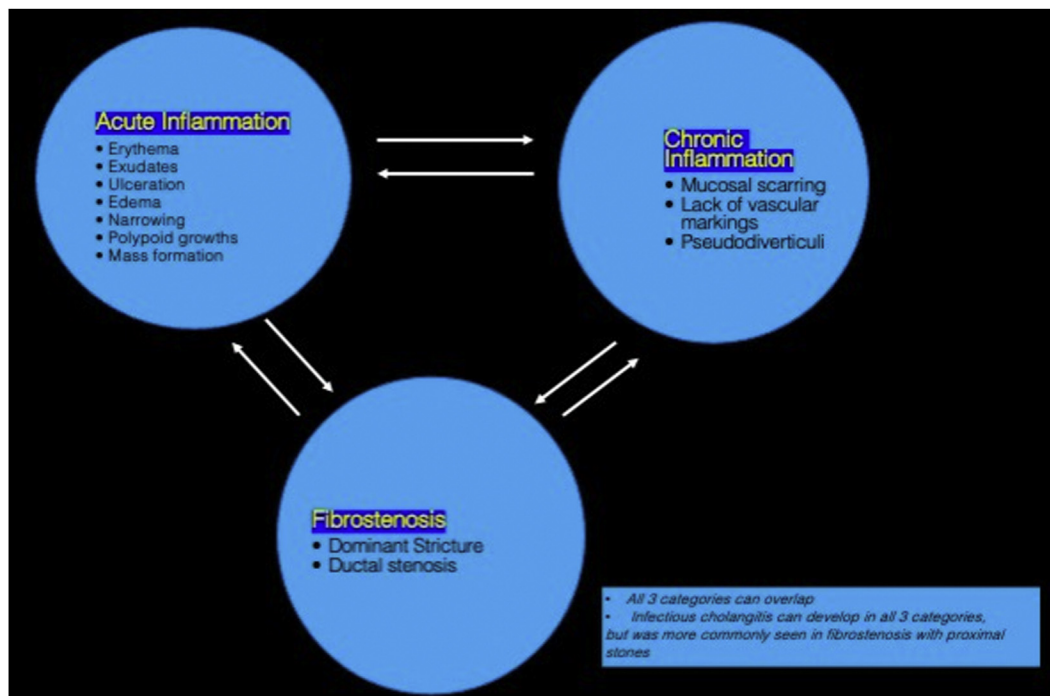 Acute Inflammation
• Erythema
• Exudates
• Ulceration
• Edema
• Narrowing
• Polypoid growths
• Mass formation
Chronic
Inflammation
• Mucosal scarring
• Lack of vascular
markings
• Pseudodiverticuli
Fibrostenosis
• Dominant Stricture
• Ductal stenosis
• All 3 categories can overlap
• Infectious cholangitis can develop in all 3 categories,
but was more commonly seen in fibrostenosis with proximal
stones